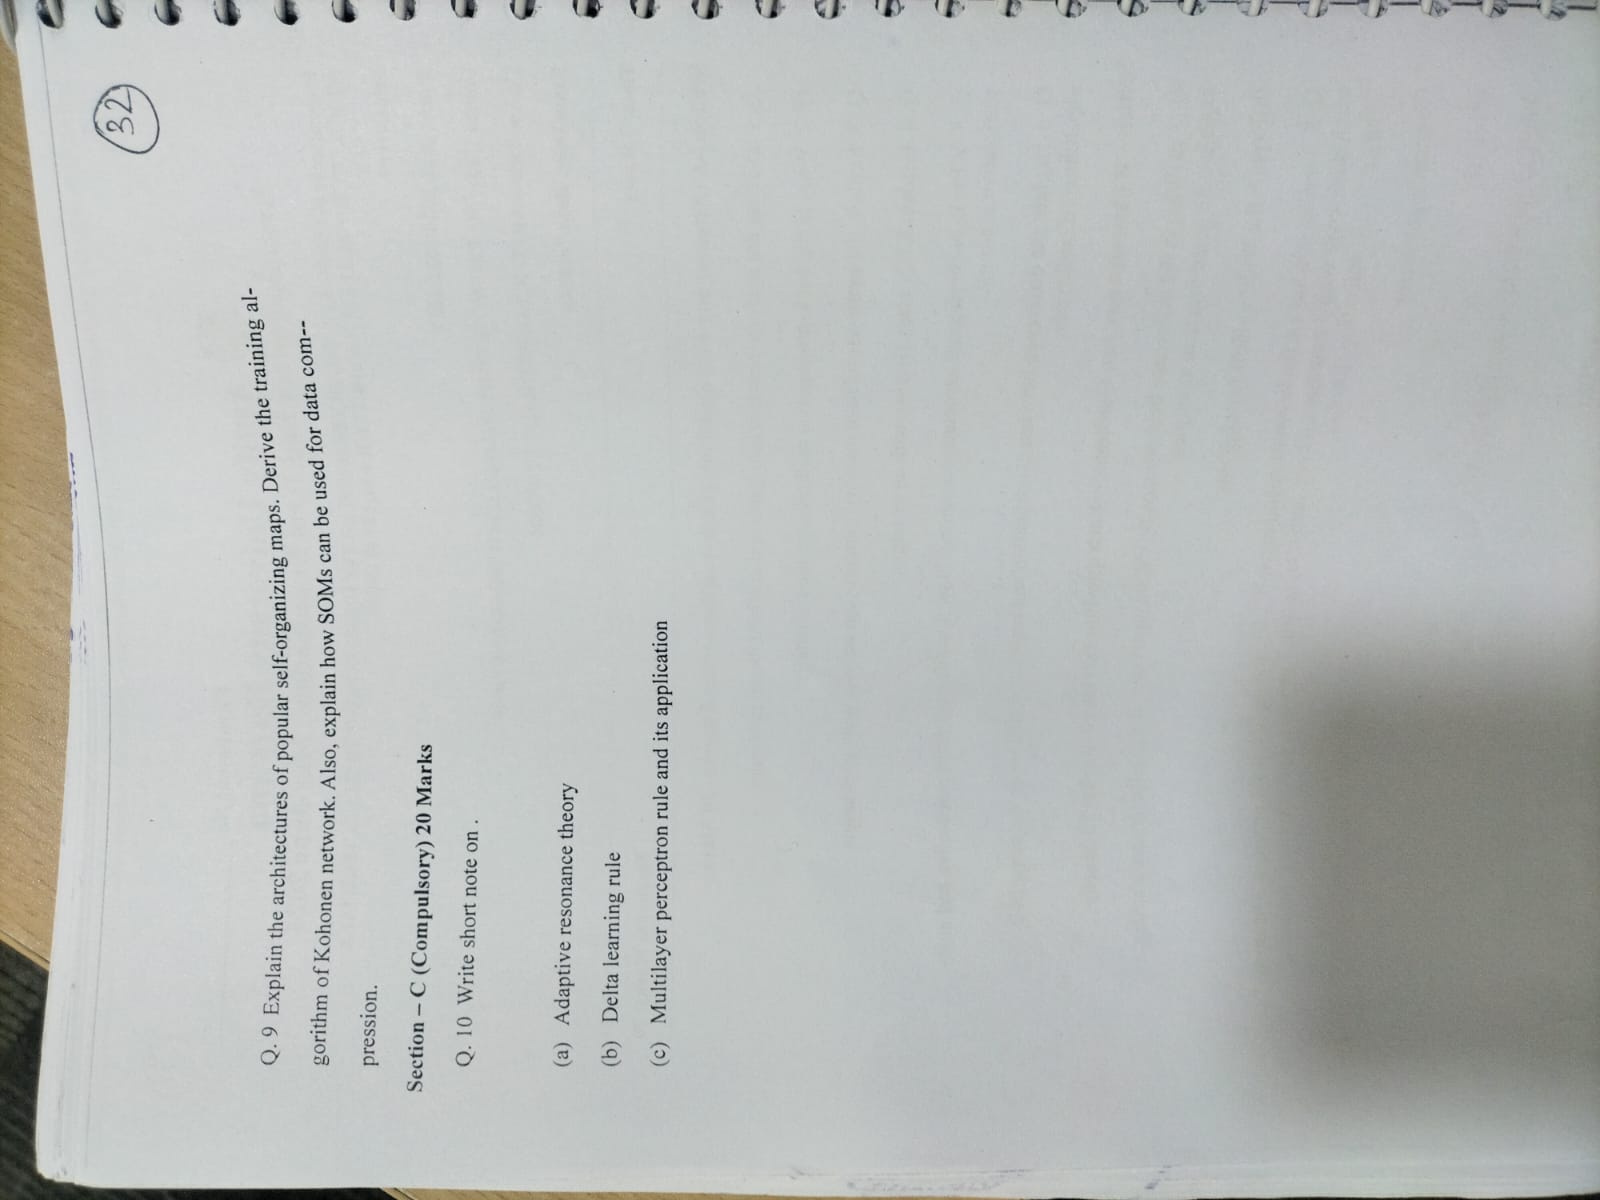 32
Q. 9 Explain the architectures of popular self-organizing maps. Derive the training al-
gorithm of Kohonen network. Also, explain how SOMs can be used for data com--
pression.
Section – C (Compulsory) 20 Marks
Q. 10 Write short note on .
(a) Adaptive resonance theory
(b) Delta learning rule
(c) Multilayer perceptron rule and its application